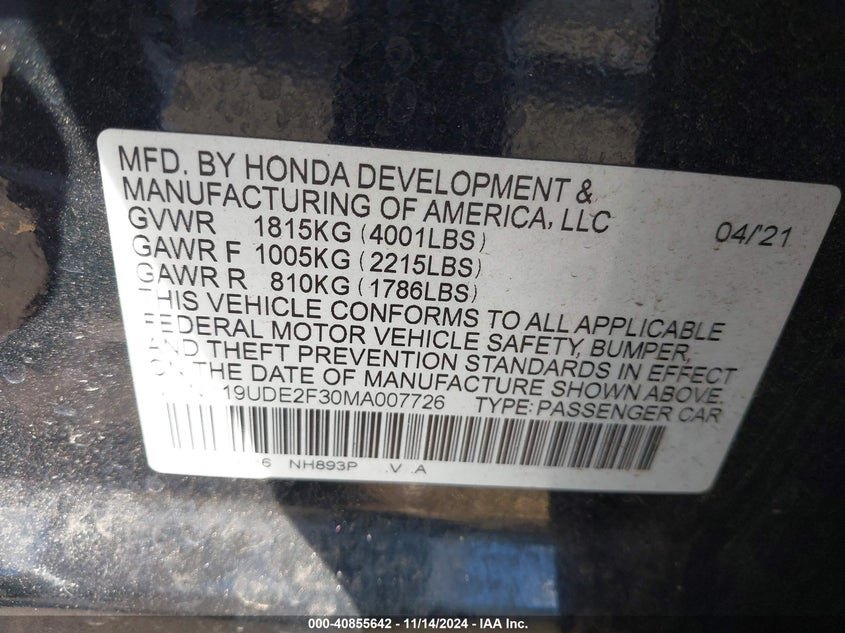 MFD. BY HONDA DEVELOPMENT &
MANUFACTURING OF AMERICA, LLC 04/'21
GVWR 1815KG (4001LBS)
GAWR F 1005KG (2215LBS)
GAWR R 810KG (1786LBS)
THIS VEHICLE CONFORMS TO ALL APPLICABLE
FEDERAL MOTOR VEHICLE SAFETY, BUMPER,
AND THEFT PREVENTION STANDARDS IN EFFECT
ON THE DATE OF MANUFACTURE SHOWN ABOVE.
19UDE2F30MA007726 TYPE: PASSENGER CAR
6 NH893P V A
000-40855642 - 11/14/2024 - IAA Inc.